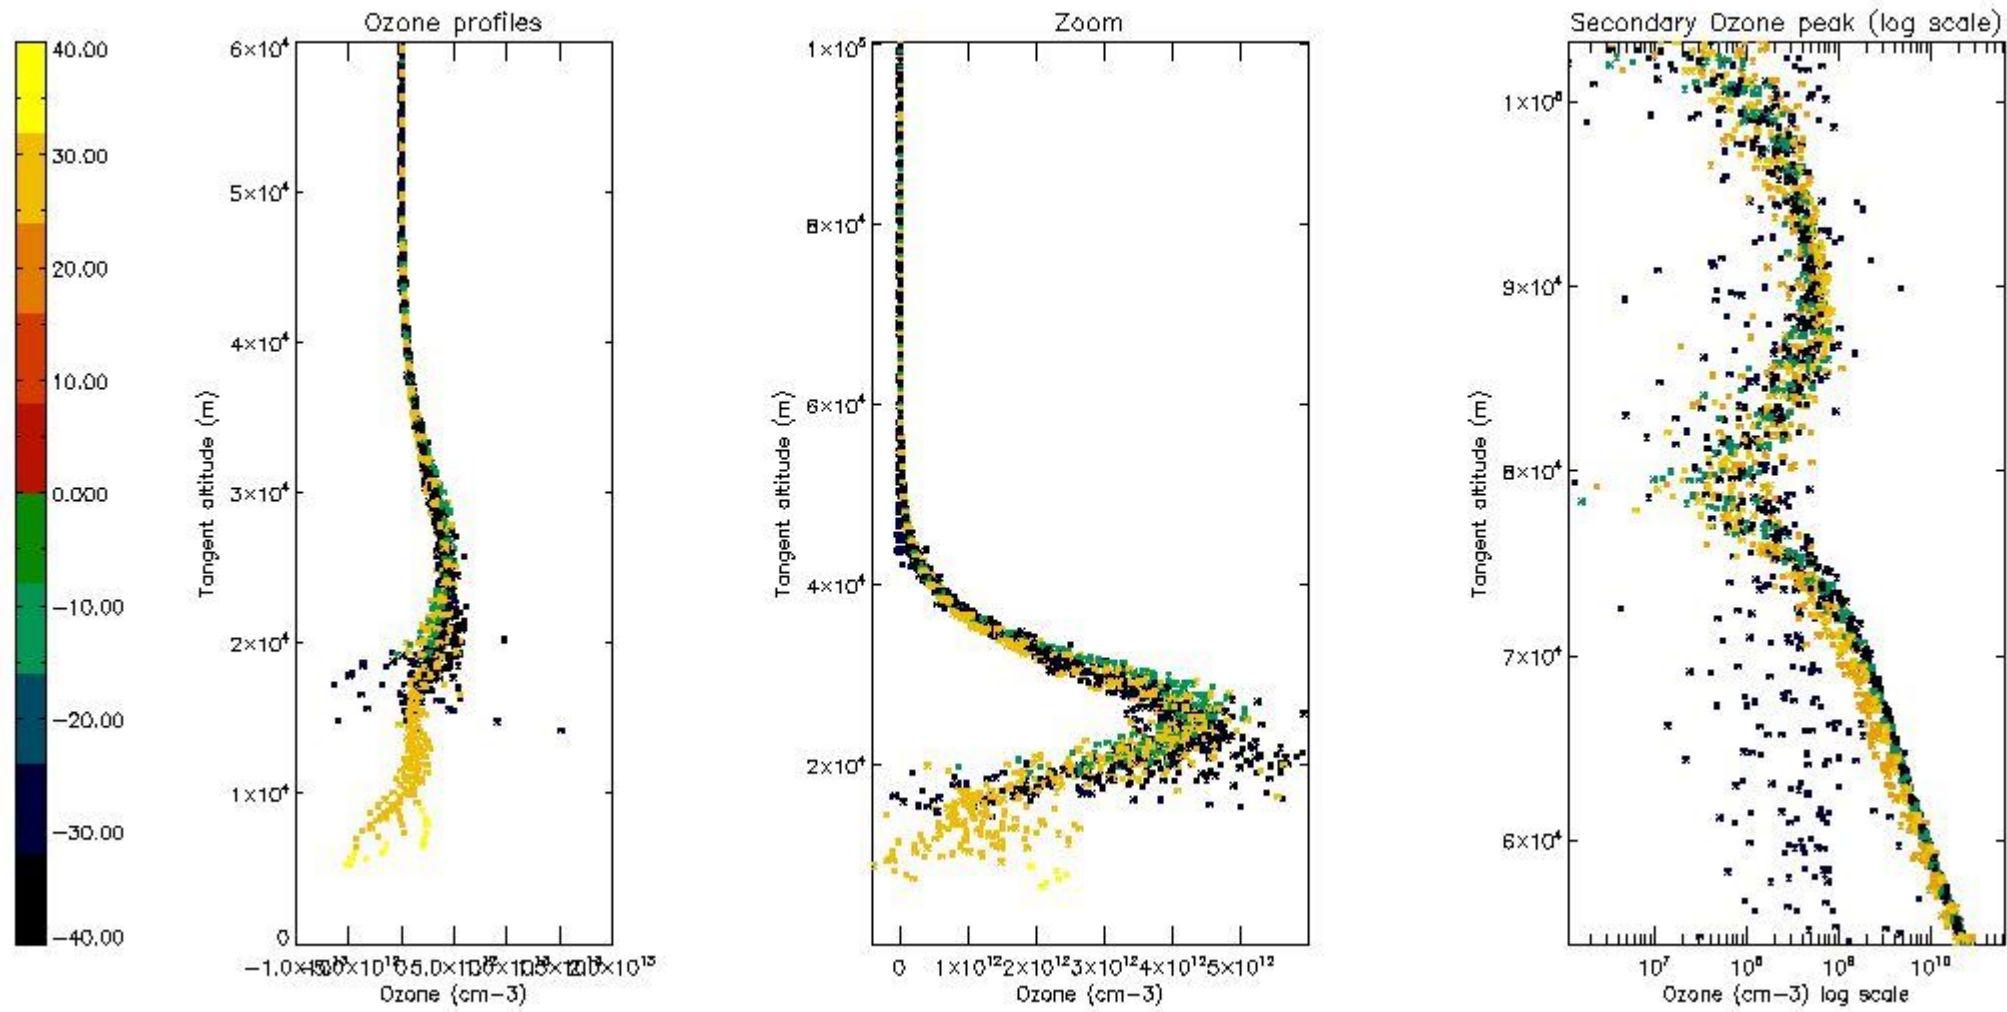 Ozone profiles
Zoom
Secondary Ozone peak (log scale)
40.00
30.00
20.00
10.00
0.00
−10.00
−20.00
−30.00
−40.00
6×10⁴
5×10⁴
4×10⁴
3×10⁴
2×10⁴
1×10⁴
0
Tangent altitude (m)
Ozone (cm−3)
1×10⁵
8×10⁴
6×10⁴
4×10⁴
2×10⁴
Tangent altitude (m)
0 1×10¹² 2×10¹² 3×10¹² 4×10¹² 5×10¹²
Ozone (cm−3)
1×10⁵
9×10⁴
8×10⁴
7×10⁴
6×10⁴
Tangent altitude (m)
10⁷ 10⁸ 10⁹ 10¹⁰
Ozone (cm−3) log scale